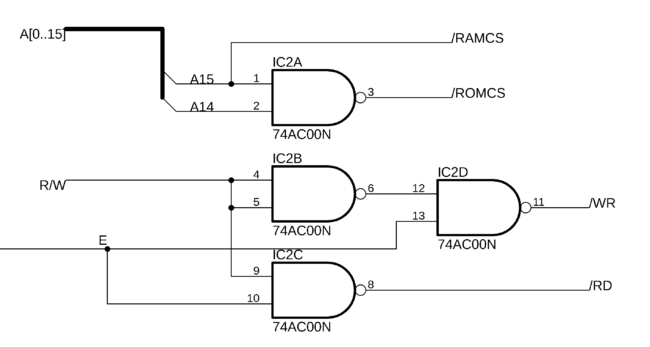 A[0..15]
/RAMCS
IC2A
A15
1
3
/ROMCS
A14
2
74AC00N
IC2B
R/W
4
5
6
74AC00N
IC2D
12
13
11
/WR
74AC00N
E
IC2C
9
10
8
/RD
74AC00N